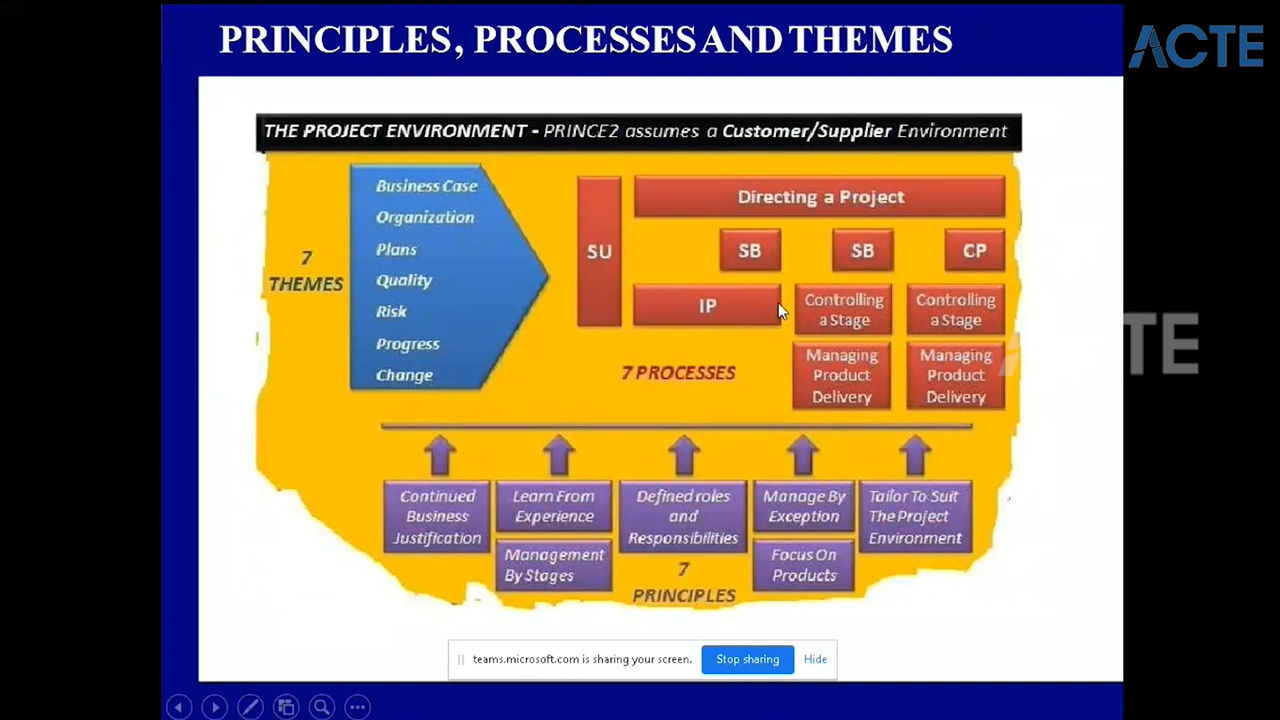 PRINCIPLES, PROCESSES AND THEMES
ACTE
THE PROJECT ENVIRONMENT - PRINCE2 assumes a Customer/Supplier Environment
7
THEMES
Business Case
Organization
Plans
Quality
Risk
Progress
Change
SU
Directing a Project
SB
SB
CP
IP
Controlling
a Stage
Controlling
a Stage
Managing
Product
Delivery
Managing
Product
Delivery
7 PROCESSES
TE
Continued
Business
Justification
Learn From
Experience
Management
By Stages
Defined roles
and
Responsibilities
Manage By
Exception
Focus On
Products
Tailor To Suit
The Project
Environment
7
PRINCIPLES
teams.microsoft.com is sharing your screen.
Stop sharing
Hide